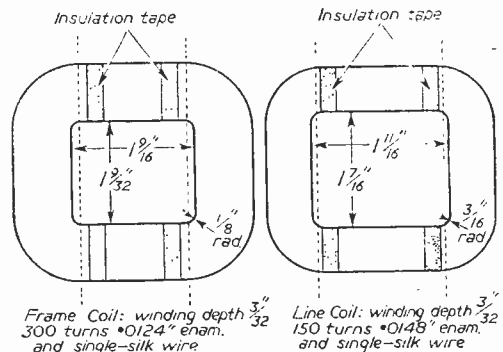 Insulation tape
1 9/16"
1 9/32"
1/8" rad.
Frame Coil: winding depth 3/32"
300 turns •0124" enam.
and single-silk wire
Insulation tape
1 11/16"
1 7/16"
3/16" rad
Line Coil: winding depth 3/32"
150 turns •0148" enam.
and single-silk wire